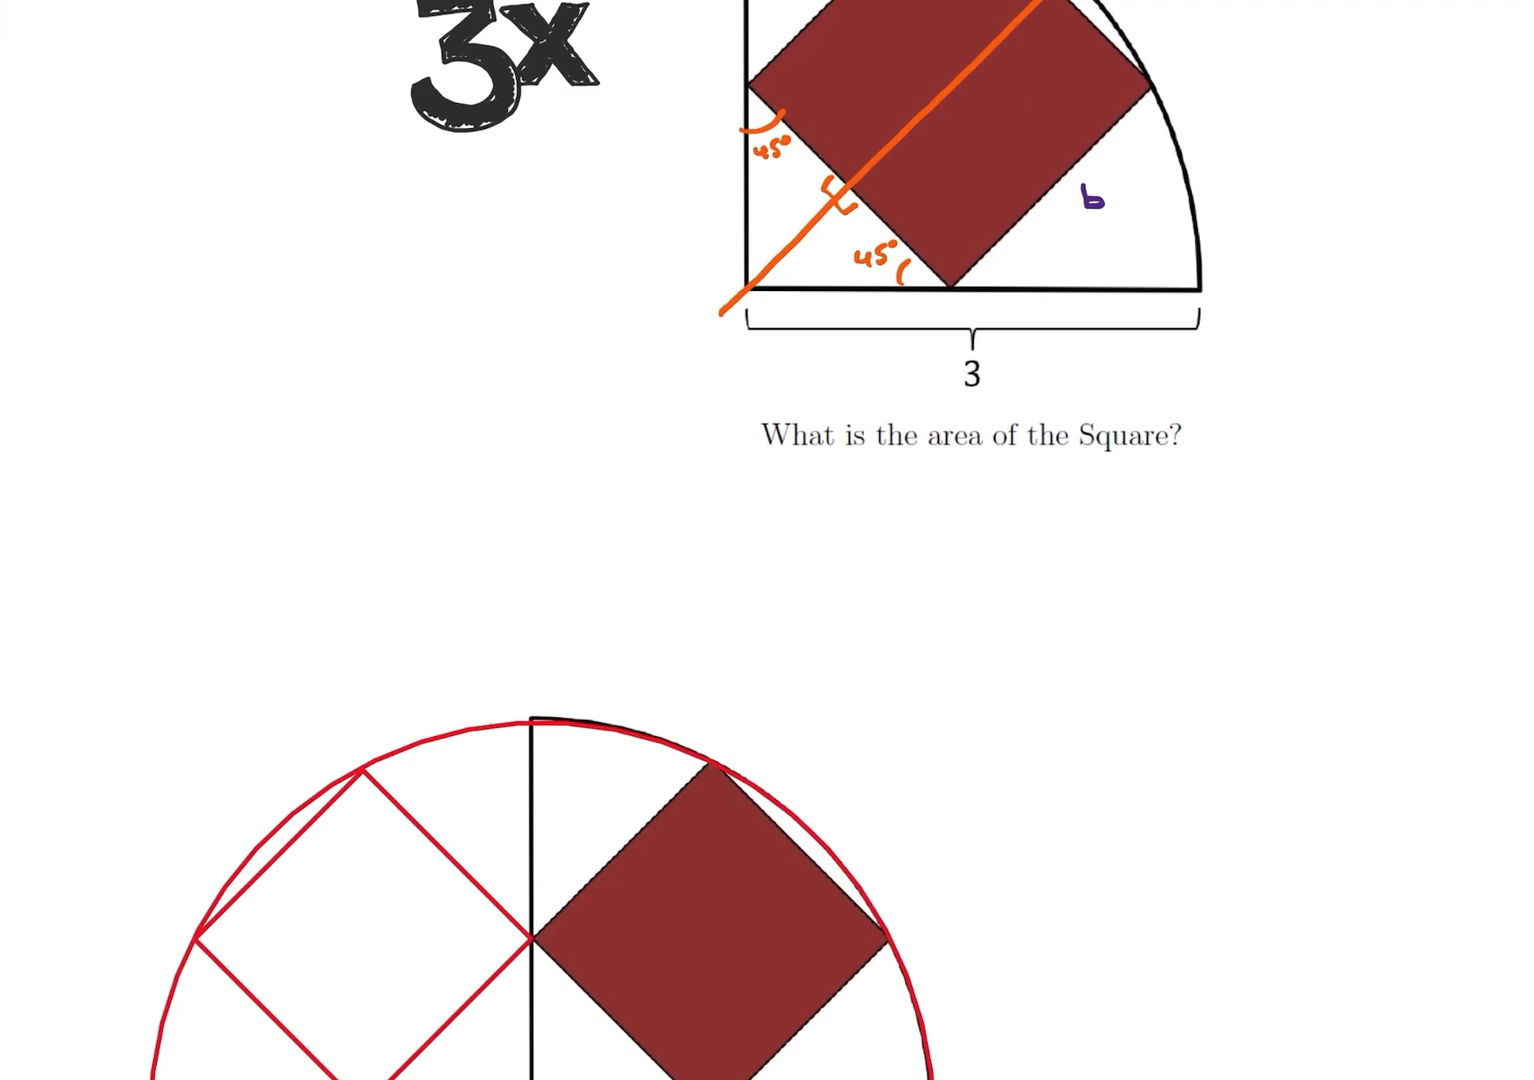 3x
45°
b
45°
3
What is the area of the Square?